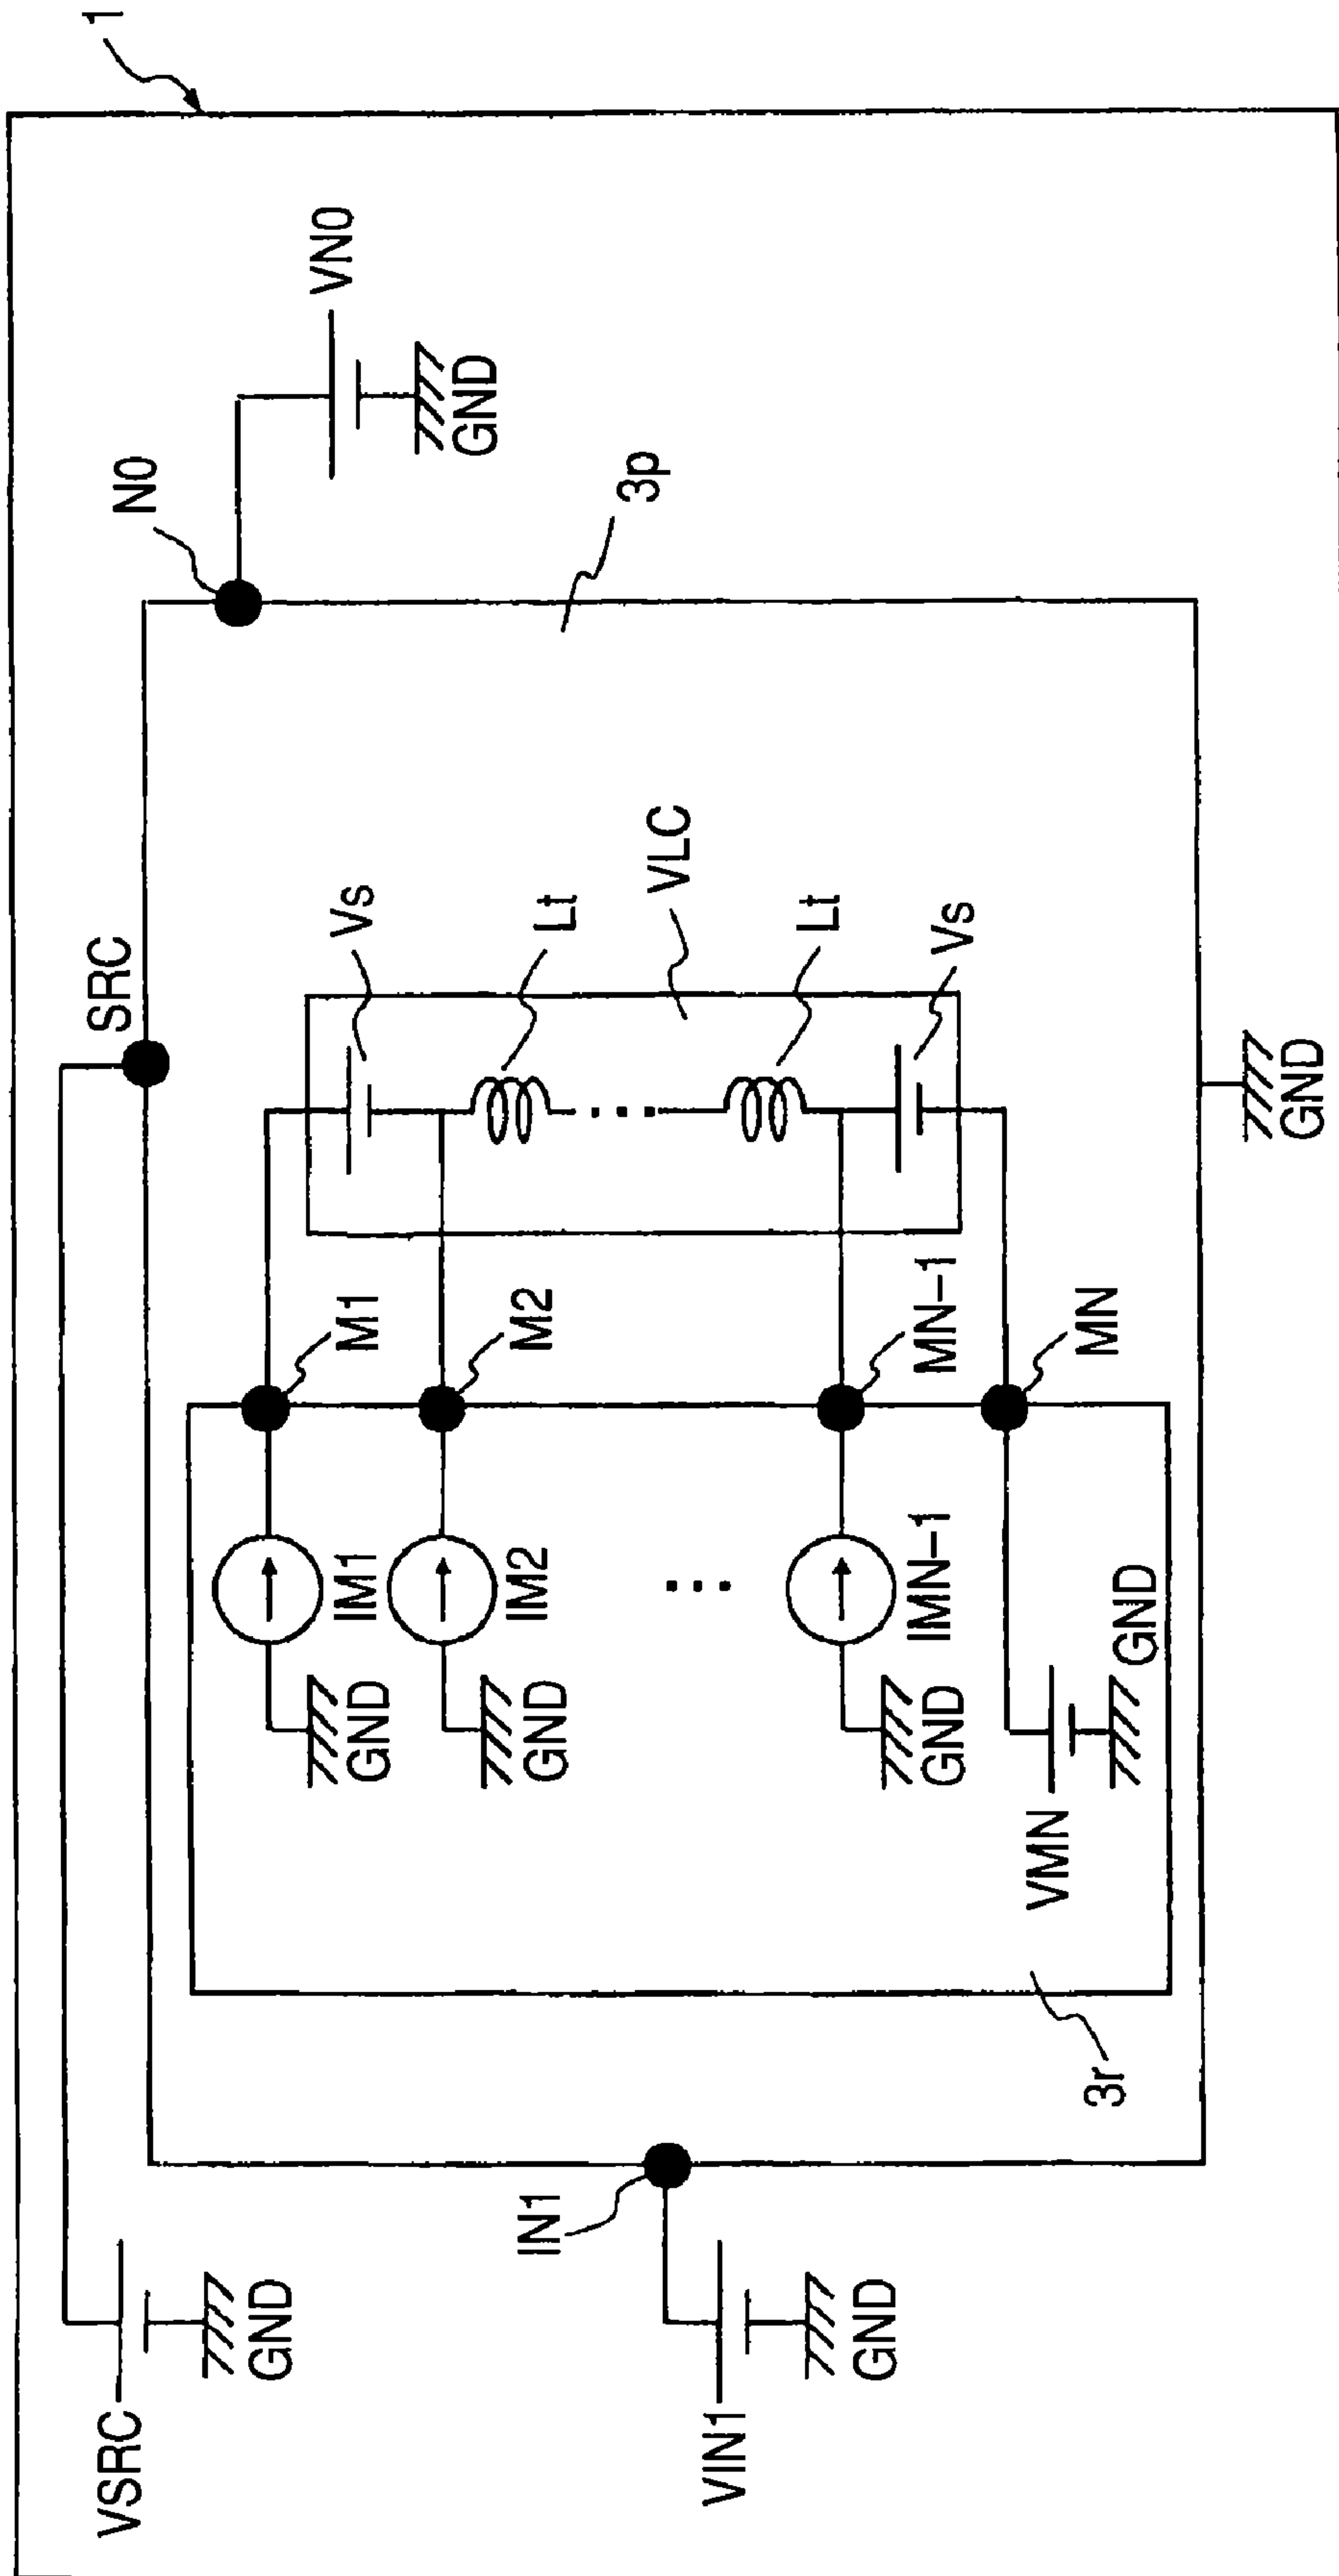 1
VSRC
SRC
N0
GND
GND
IM1
M1
Vs
VN0
GND
IN1
GND
IM2
M2
Lt
3p
VLC
VIN1
Lt
GND
GND
IMN-1
MN-1
Vs
VMN
MN
3r
GND
GND